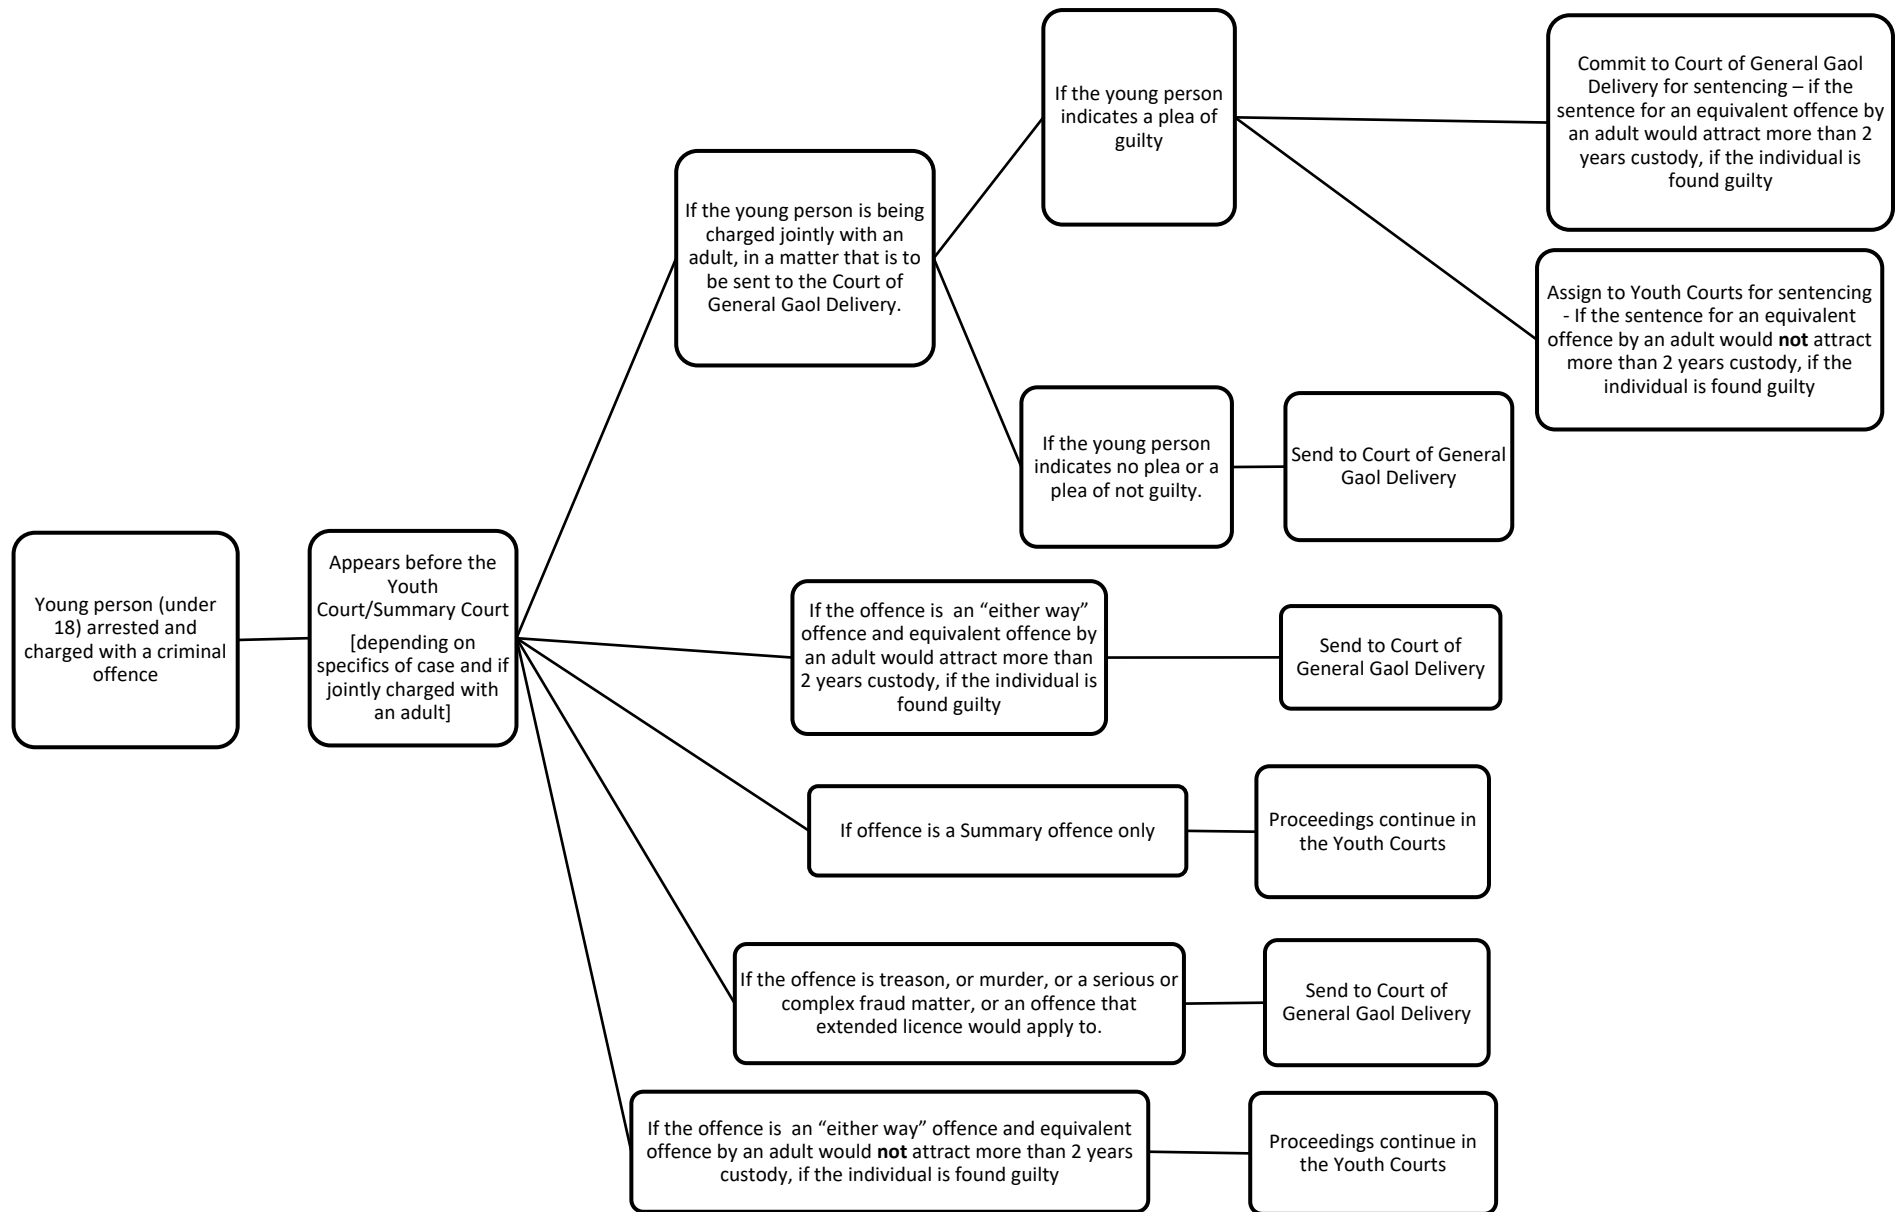 Young person (under
18) arrested and
charged with a criminal
offence
Appears before the
Youth
Court/Summary Court
[depending on
specifics of case and if
jointly charged with
an adult]
If the young person is being
charged jointly with an
adult, in a matter that is to
be sent to the Court of
General Gaol Delivery.
If the young person
indicates a plea of
guilty
Commit to Court of General Gaol
Delivery for sentencing – if the
sentence for an equivalent offence by
an adult would attract more than 2
years custody, if the individual is
found guilty
Assign to Youth Courts for sentencing
- If the sentence for an equivalent
offence by an adult would not attract
more than 2 years custody, if the
individual is found guilty
If the young person
indicates no plea or a
plea of not guilty.
Send to Court of General
Gaol Delivery
If the offence is  an “either way”
offence and equivalent offence by
an adult would attract more than
2 years custody, if the individual is
found guilty
Send to Court of
General Gaol Delivery
If offence is a Summary offence only
Proceedings continue in
the Youth Courts
If the offence is treason, or murder, or a serious or
complex fraud matter, or an offence that
extended licence would apply to.
Send to Court of
General Gaol Delivery
If the offence is  an “either way” offence and equivalent
offence by an adult would not attract more than 2 years
custody, if the individual is found guilty
Proceedings continue in
the Youth Courts